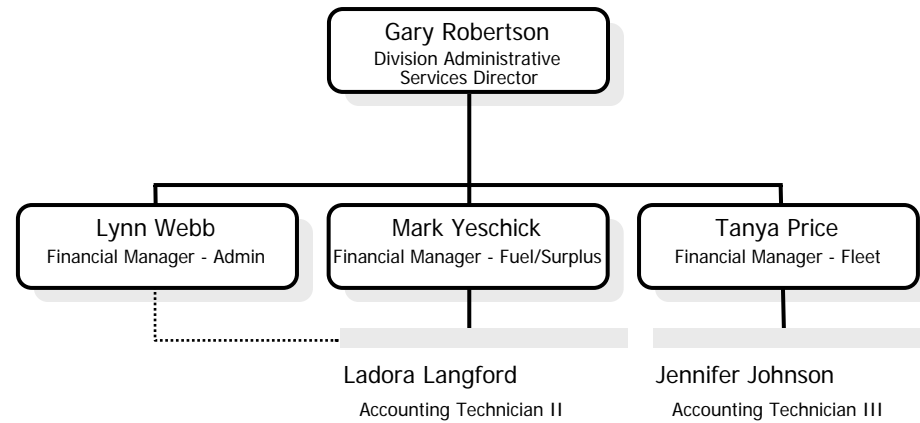 Gary Robertson
Division Administrative
Services Director
Lynn Webb
Financial Manager - Admin
Mark Yeschick
Financial Manager - Fuel/Surplus
Tanya Price
Financial Manager - Fleet
Ladora Langford
Accounting Technician II
Jennifer Johnson
Accounting Technician III